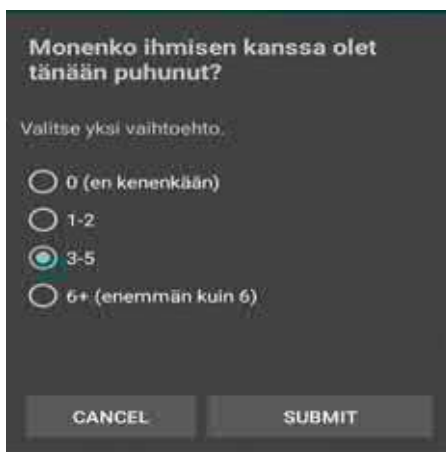 Monenko ihmisen kanssa olet
tänään puhunut?
Valitse yksi vaihtoehto.
0 (en kenenkään)
1-2
3-5
6+ (enemmän kuin 6)
CANCEL SUBMIT